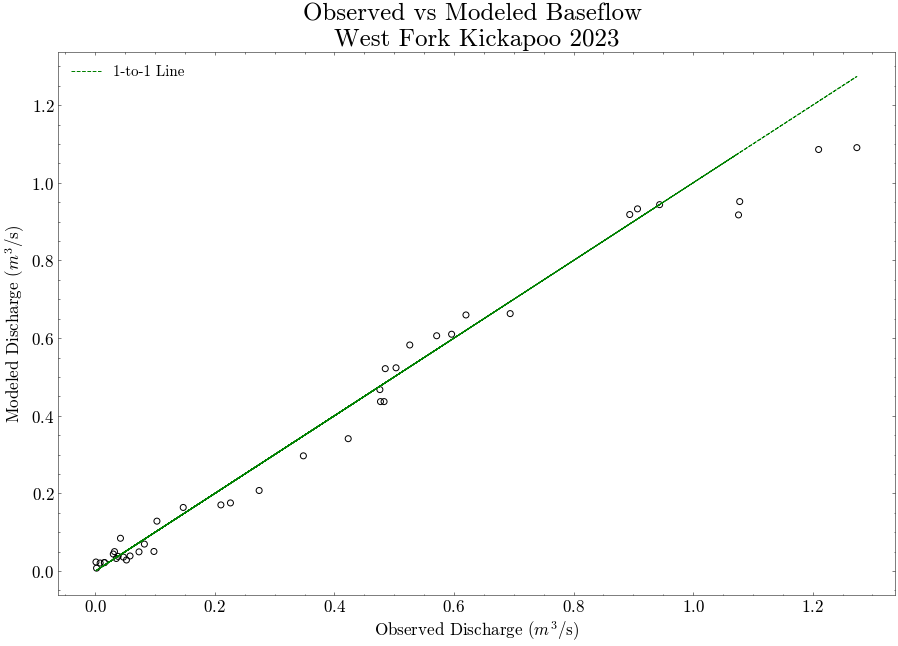 Observed vs Modeled Baseflow
West Fork Kickapoo 2023
1-to-1 Line
1.2
1.0
0.8
0.6
0.4
0.2
0.0
Modeled Discharge (m³/s)
0.0 0.2 0.4 0.6 0.8 1.0 1.2
Observed Discharge (m³/s)